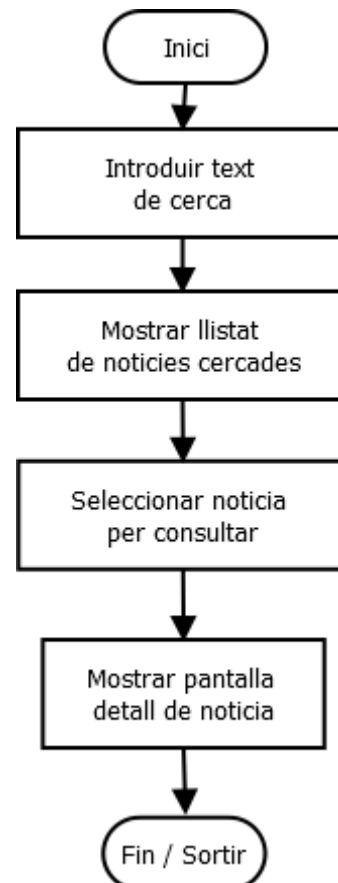 Inici
Introduir text
de cerca
Mostrar llistat
de noticies cercades
Seleccionar noticia
per consultar
Mostrar pantalla
detall de noticia
Fin / Sortir